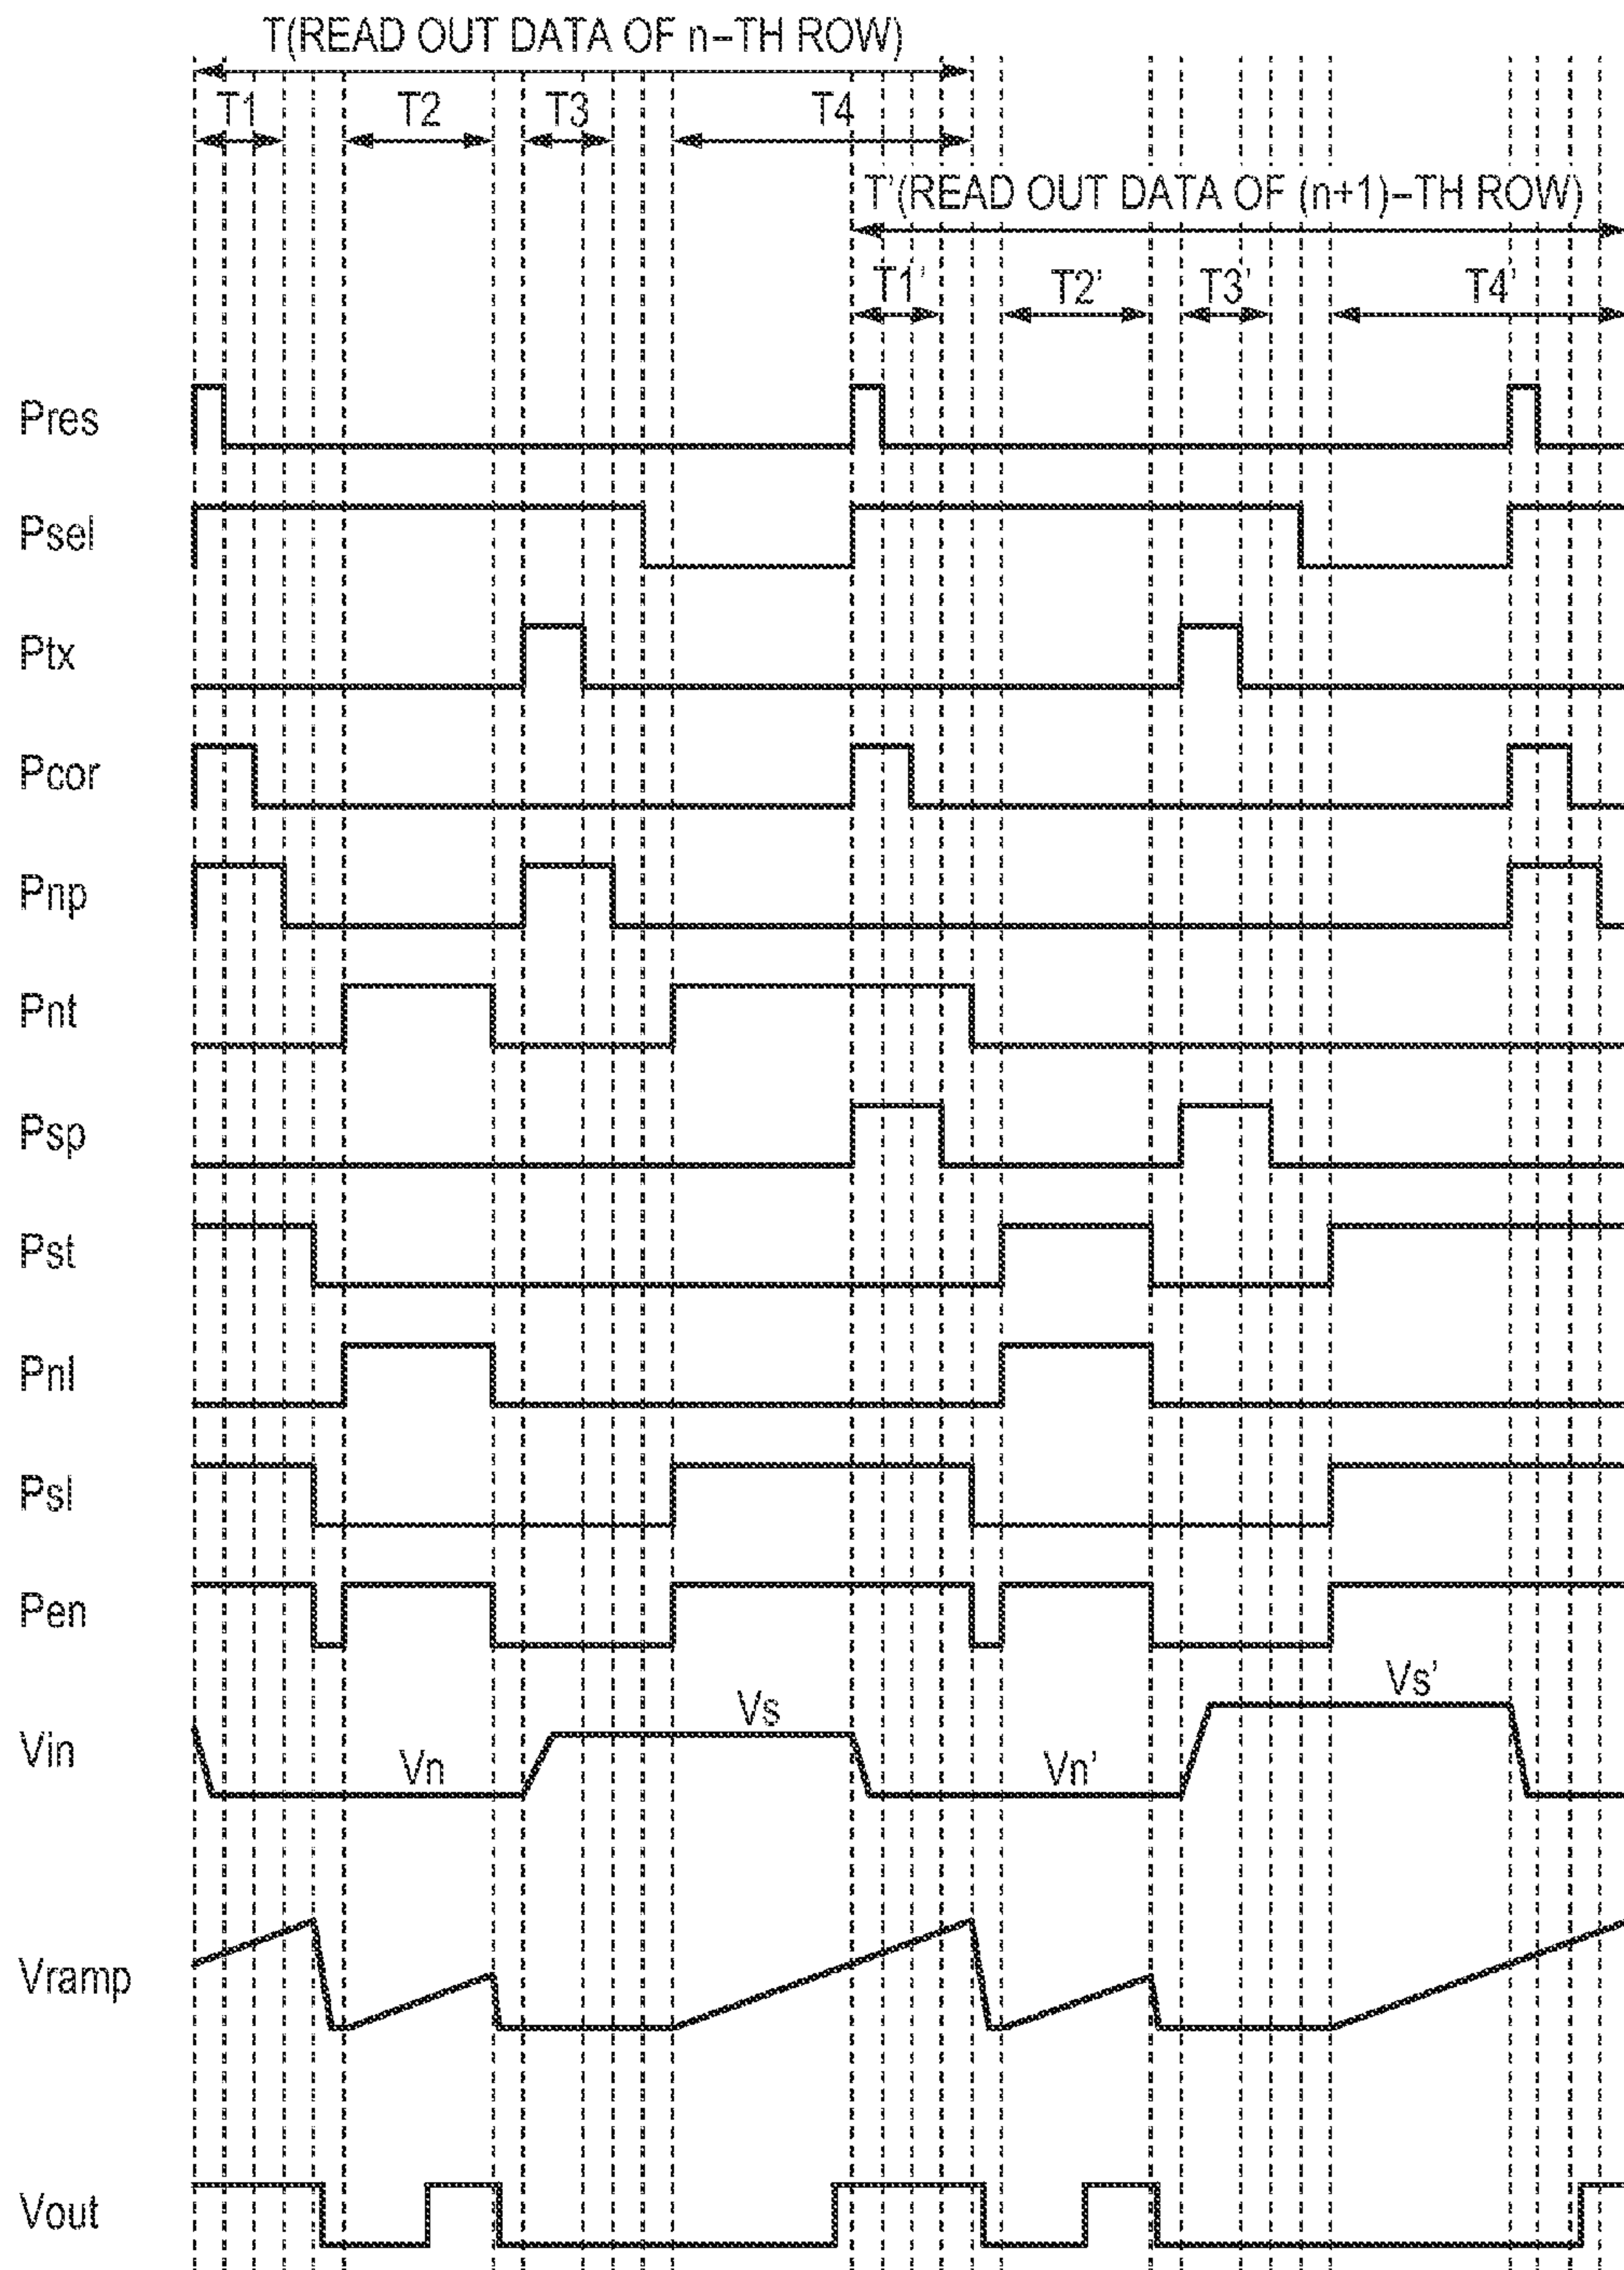 T(READ OUT DATA OF n-TH ROW)
T1 T2 T3 T4
T'(READ OUT DATA OF (n+1)-TH ROW)
T1' T2' T3' T4'
Pres
Psel
Ptx
Pcor
Pnp
Pnt
Psp
Pst
Pnl
Psl
Pen
Vin Vn Vs Vn' Vs'
Vramp
Vout